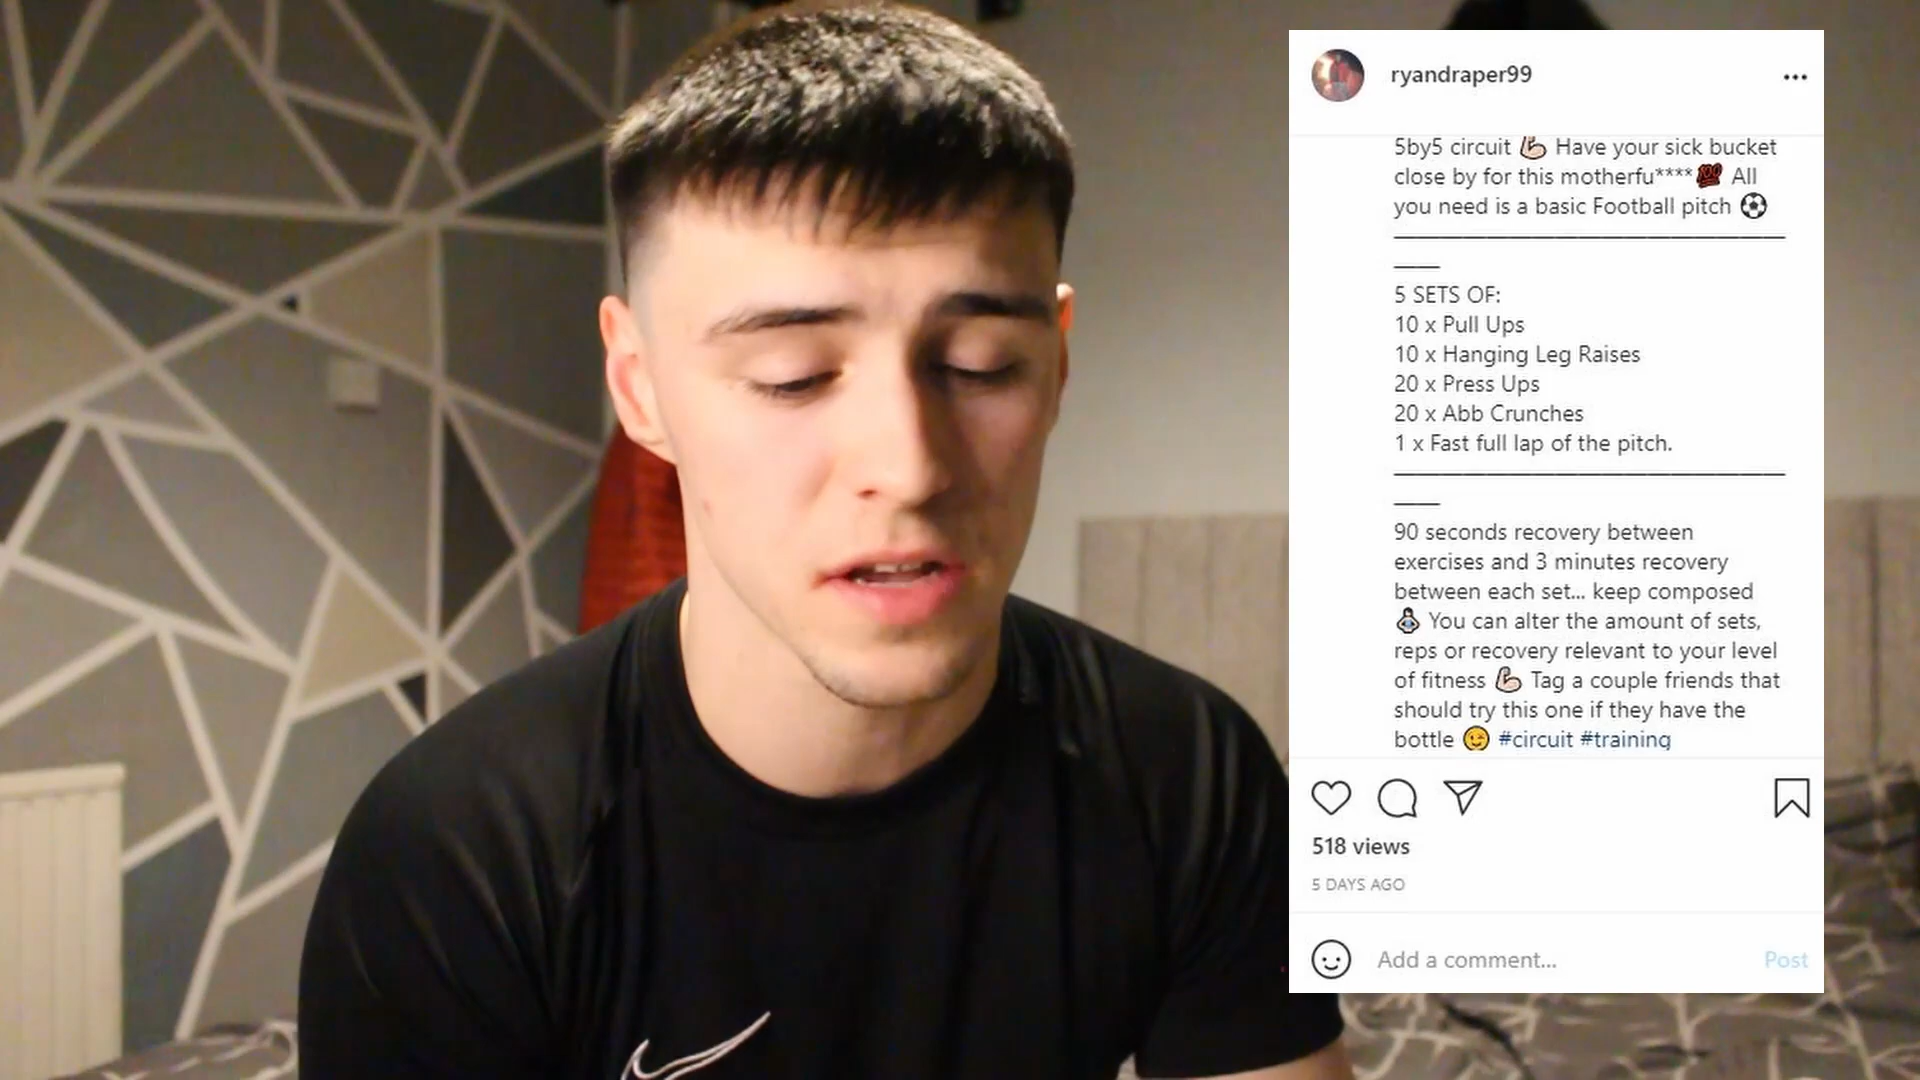 ryandraper99
5by5 circuit 💪🏻 Have your sick bucket
close by for this motherfu****💯 All
you need is a basic Football pitch ⚽
5 SETS OF:
10 x Pull Ups
10 x Hanging Leg Raises
20 x Press Ups
20 x Abb Crunches
1 x Fast full lap of the pitch.
90 seconds recovery between
exercises and 3 minutes recovery
between each set... keep composed
🧘🏻‍♂️ You can alter the amount of sets,
reps or recovery relevant to your level
of fitness 💪🏻 Tag a couple friends that
should try this one if they have the
bottle 😉 #circuit #training
518 views
5 DAYS AGO
Add a comment... Post